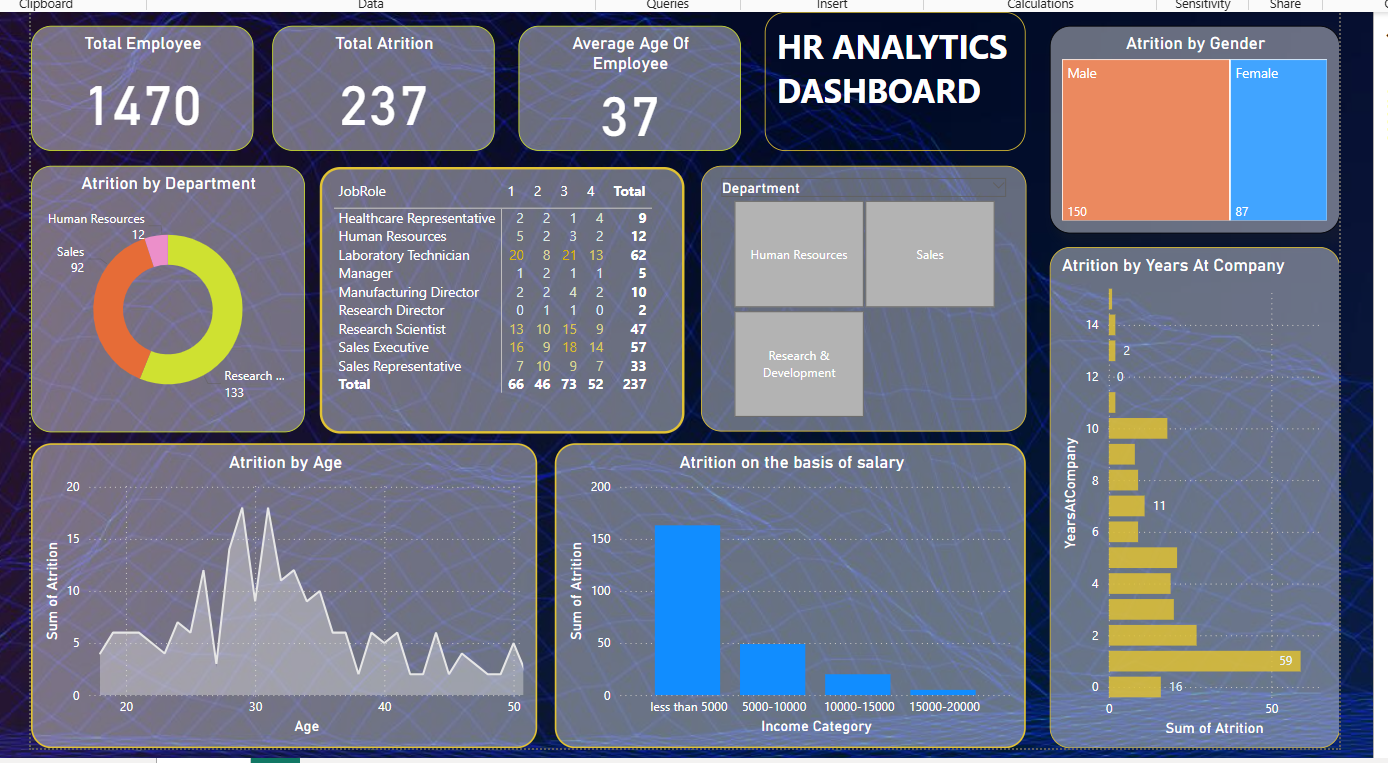 Clipboard
Data
Queries
Insert
Calculations
Sensitivity
Share
Total Employee
1470
Total Atrition
237
Average Age Of
Employee
37
HR ANALYTICS
DASHBOARD
Atrition by Gender
Male
150
Female
87
Atrition by Department
Human Resources
12
Sales
92
Research ...
133
JobRole 1 2 3 4 Total
Healthcare Representative 2 2 1 4 9
Human Resources 5 2 3 2 12
Laboratory Technician 20 8 21 13 62
Manager 1 2 1 1 5
Manufacturing Director 2 2 4 2 10
Research Director 0 1 1 0 2
Research Scientist 13 10 15 9 47
Sales Executive 16 9 18 14 57
Sales Representative 7 10 9 7 33
Total 66 46 73 52 237
Department
Human Resources
Sales
Research &
Development
Atrition by Years At Company
YearsAtCompany
14
2
12
0
10
8
11
6
4
2
59
0
16
0 50
Sum of Atrition
Atrition by Age
Sum of Atrition
20
15
10
5
0
20 30 40 50
Age
Atrition on the basis of salary
Sum of Atrition
200
150
100
50
0
less than 5000 5000-10000 10000-15000 15000-20000
Income Category